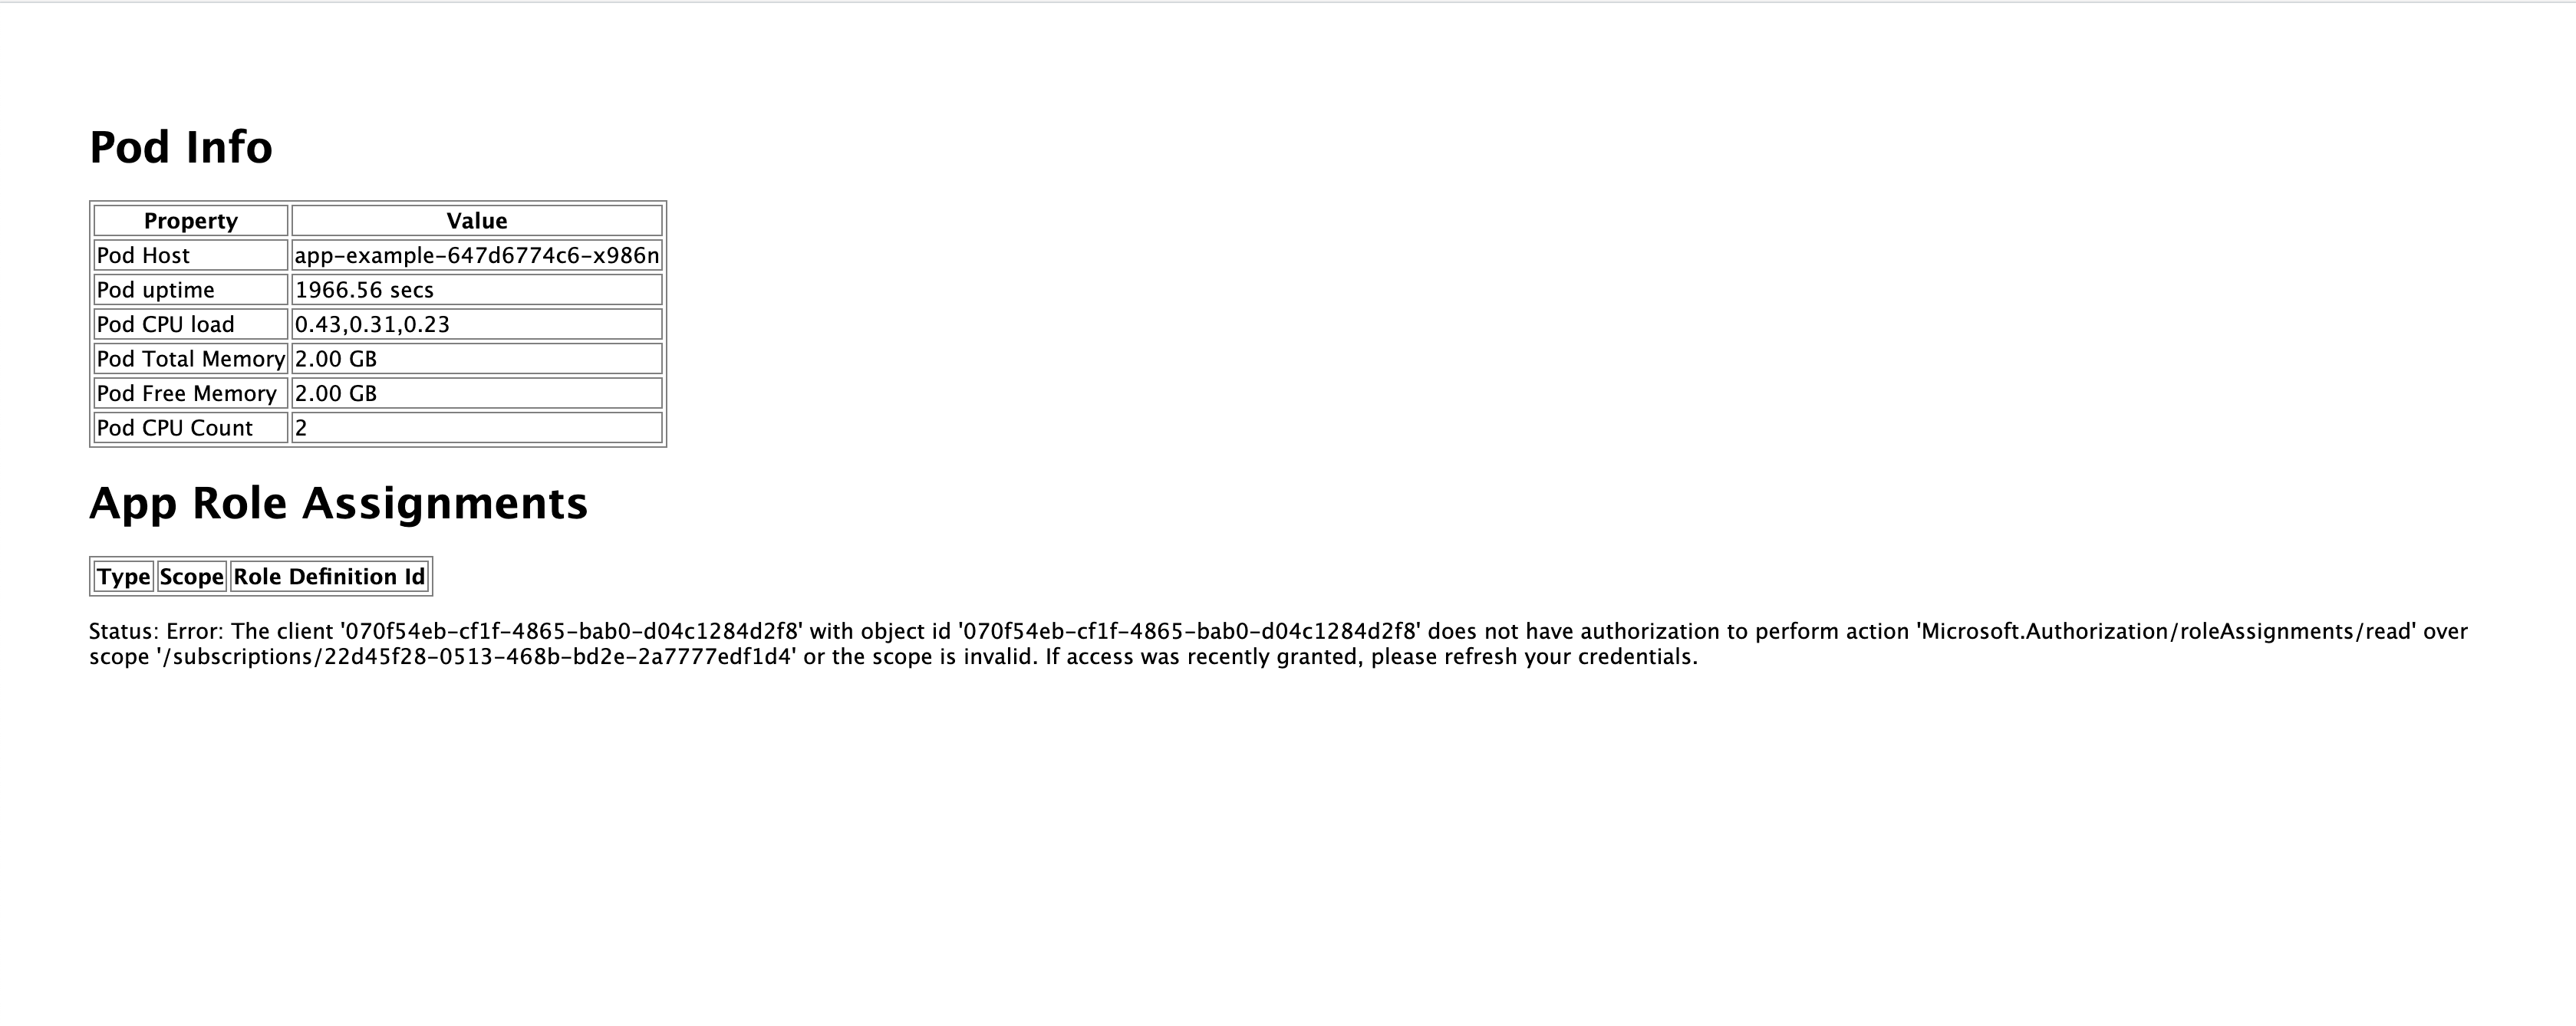 Pod Info
Property Value
Pod Host app-example-647d6774c6-x986n
Pod uptime 1966.56 secs
Pod CPU load 0.43,0.31,0.23
Pod Total Memory 2.00 GB
Pod Free Memory 2.00 GB
Pod CPU Count 2
App Role Assignments
Type Scope Role Definition Id
Status: Error: The client '070f54eb-cf1f-4865-bab0-d04c1284d2f8' with object id '070f54eb-cf1f-4865-bab0-d04c1284d2f8' does not have authorization to perform action 'Microsoft.Authorization/roleAssignments/read' over
scope '/subscriptions/22d45f28-0513-468b-bd2e-2a7777edf1d4' or the scope is invalid. If access was recently granted, please refresh your credentials.